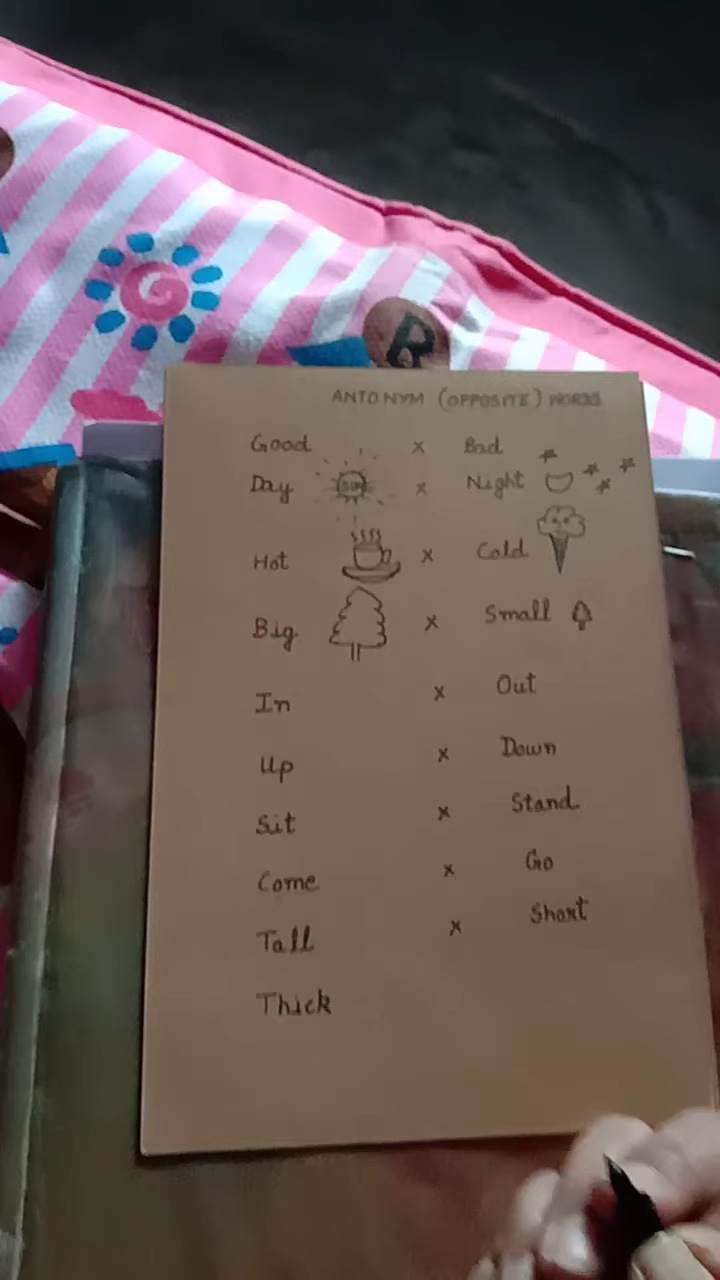 ANTONYM (OPPOSITE) WORDS
Good x Bad
Day SUN x Night
Hot x Cold
Big x Small
In x Out
Up x Down
Sit x Stand
Come x Go
Tall x Short
Thick